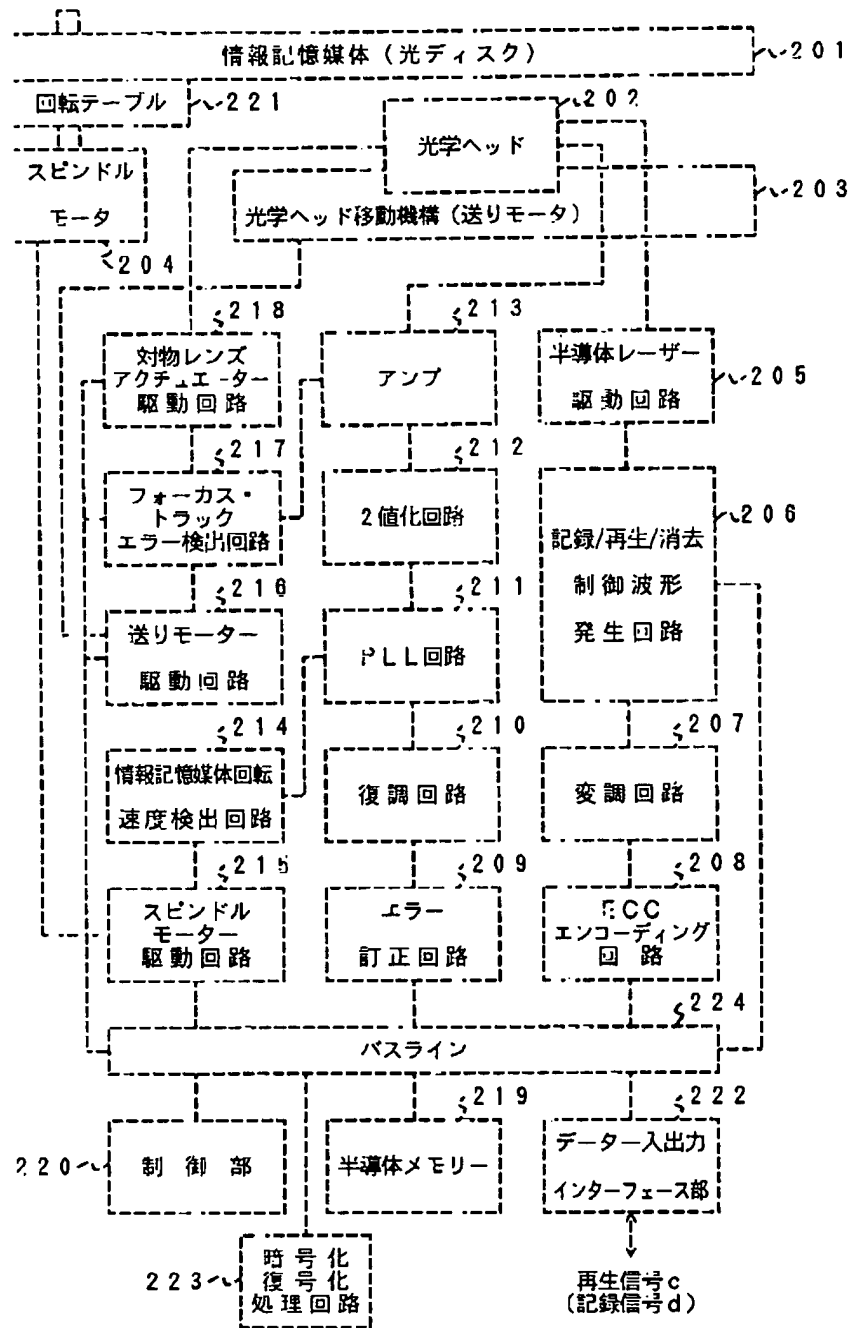 情報記憶媒体(光ディスク)
201
回転テーブル
221
202
光学ヘッド
スピンドル
モータ
203
光学ヘッド移動機構(送りモータ)
204
218
213
対物レンズ
アクチュエーター
駆動回路
アンプ
半導体レーザー
駆動回路
205
217
212
フォーカス・
トラック
エラー検出回路
2値化回路
記録/再生/消去
制御波形
発生回路
206
216
211
送りモーター
駆動回路
PLL回路
214
210
207
情報記憶媒体回転
速度検出回路
復調回路
変調回路
215
209
208
スピンドル
モーター
駆動回路
エラー
訂正回路
ECC
エンコーディング
回路
224
バスライン
219
222
220
制御部
半導体メモリー
データー入出力
インターフェース部
223
暗号化
復号化
処理回路
再生信号c
(記録信号d)